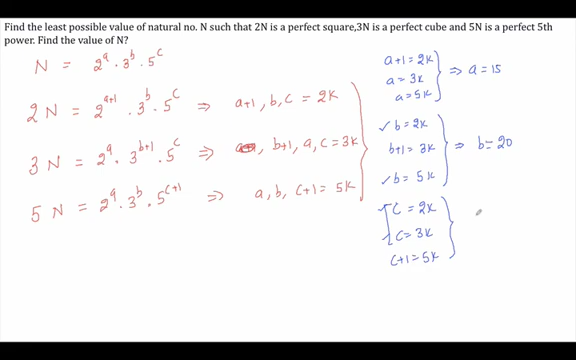 Find the least possible value of natural no. N such that 2N is a perfect square,3N is a perfect cube and 5N is a perfect 5th
power. Find the value of N?
N = 2^a · 3^b · 5^c
2N = 2^(a+1) · 3^b · 5^c ⇒ a+1, b, c = 2K
3N = 2^a · 3^(b+1) · 5^c ⇒ b+1, a, c = 3K
5N = 2^a · 3^b · 5^(c+1) ⇒ a, b, c+1 = 5K
a+1 = 2K
a = 3K
a = 5K
⇒ a = 15
✓ b = 2K
b+1 = 3K
✓ b = 5K
⇒ b = 20
c = 2K
c = 3K
c+1 = 5K